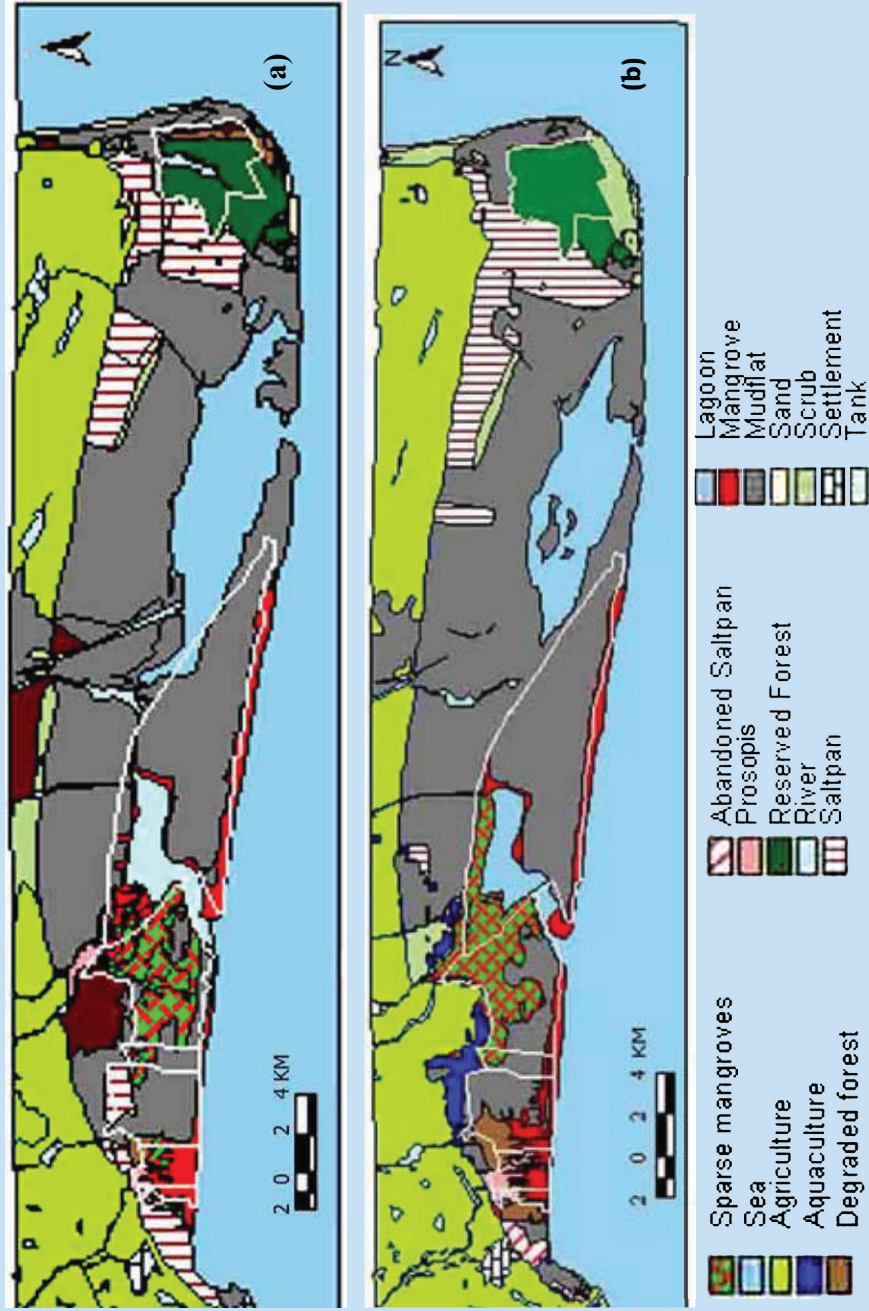 (a)
2 0 2 4 KM
N
(b)
2 0 2 4 KM
Sparse mangroves
Sea
Agriculture
Aquaculture
Degraded forest
Abandoned Saltpan
Prosopis
Reserved Forest
River
Saltpan
Lagoon
Mangrove
Mudflat
Sand
Scrub
Settlement
Tank